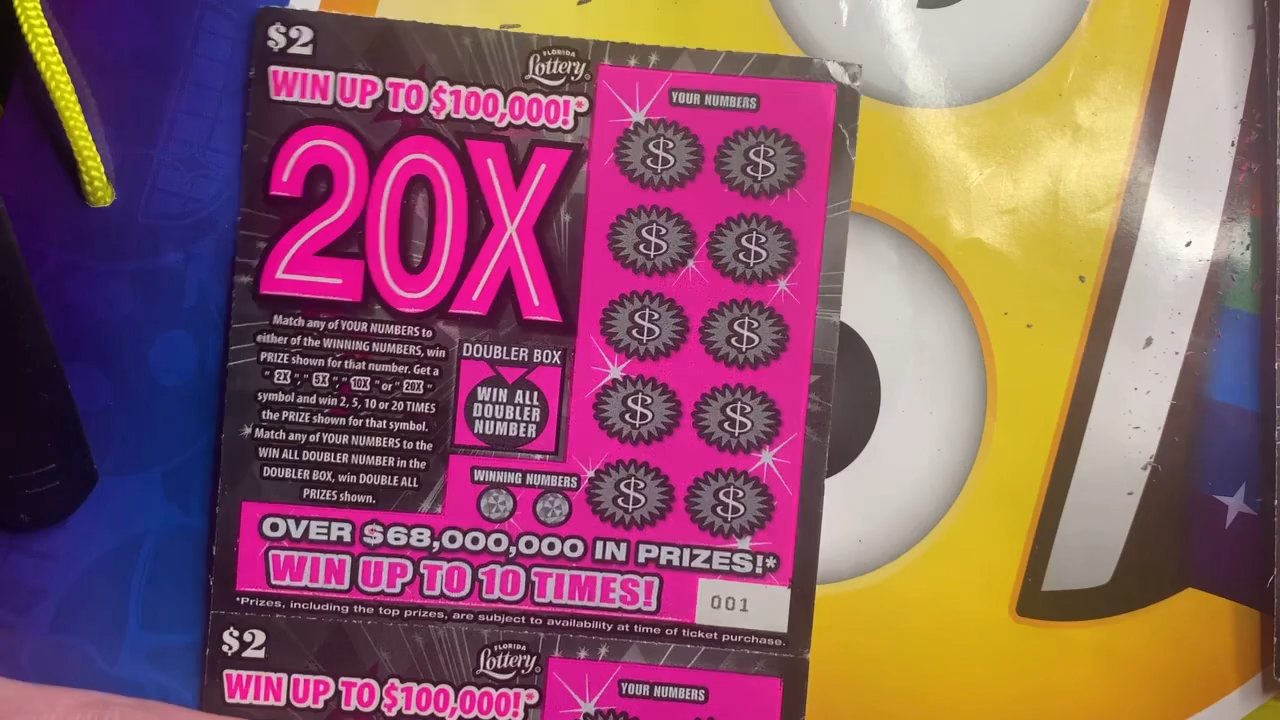 $2
FLORIDA
Lottery
WIN UP TO $100,000!*
20X
Match any of YOUR NUMBERS to
either of the WINNING NUMBERS, win
PRIZE shown for that number. Get a
"2X", "5X", "10X" or "20X"
symbol and win 2, 5, 10 or 20 TIMES
the PRIZE shown for that symbol.
Match any of YOUR NUMBERS to the
WIN ALL DOUBLER NUMBER in the
DOUBLER BOX, win DOUBLE ALL
PRIZES shown.
DOUBLER BOX
WIN ALL
DOUBLER
NUMBER
WINNING NUMBERS
YOUR NUMBERS
$ $
$ $
$ $
$ $
$ $
OVER $68,000,000 IN PRIZES!*
WIN UP TO 10 TIMES!
001
*Prizes, including the top prizes, are subject to availability at time of ticket purchase.
$2
FLORIDA
Lottery
WIN UP TO $100,000!*
YOUR NUMBERS